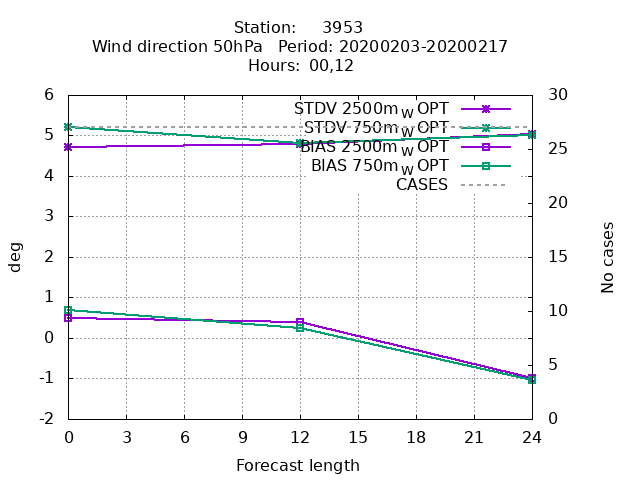 Station: 3953
Wind direction 50hPa Period: 20200203-20200217
Hours: 00,12
6 30
STDV 2500m W OPT
STDV 750m W OPT
5 25
BIAS 2500m W OPT
BIAS 750m W OPT
4
CASES
20
3
2 15
1 10
0
5
-1
-2 0
0 3 6 9 12 15 18 21 24
Forecast length
deg
No cases